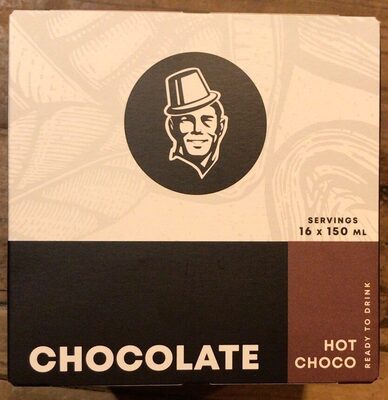 SERVINGS
16 x 150 ML
CHOCOLATE
HOT
CHOCO
READY TO DRINK